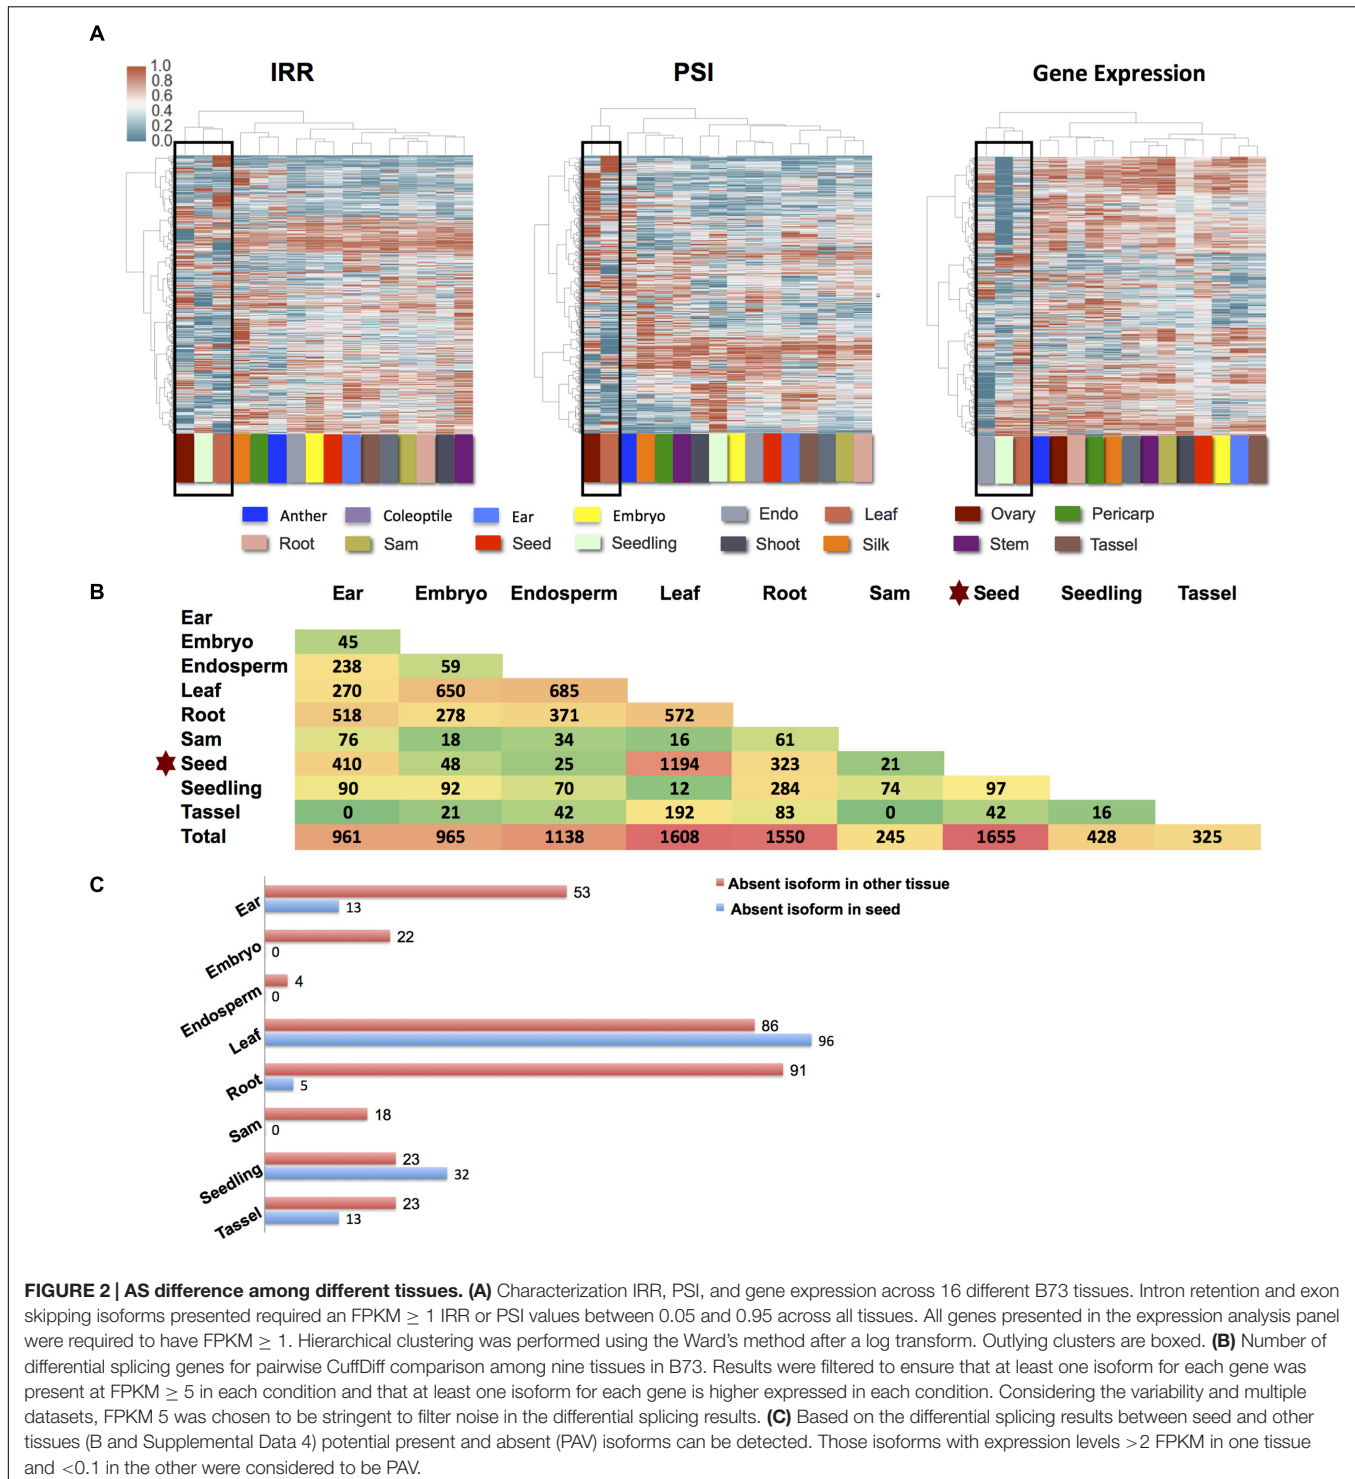 A
IRR
PSI
Gene Expression
1.0
0.8
0.6
0.4
0.2
0.0
Anther Coleoptile Ear Embryo Endo Leaf Ovary Pericarp
Root Sam Seed Seedling Shoot Silk Stem Tassel
B
Ear Embryo Endosperm Leaf Root Sam Seed Seedling Tassel
Ear
Embryo 45
Endosperm 238 59
Leaf 270 650 685
Root 518 278 371 572
Sam 76 18 34 16 61
Seed 410 48 25 1194 323 21
Seedling 90 92 70 12 284 74 97
Tassel 0 21 42 192 83 0 42 16
Total 961 965 1138 1608 1550 245 1655 428 325
C
Absent isoform in other tissue
Absent isoform in seed
Ear 53
13
Embryo 22
0
Endosperm 4
0
Leaf 86
96
Root 91
5
Sam 18
0
Seedling 23
32
Tassel 23
13
FIGURE 2 | AS difference among different tissues. (A) Characterization IRR, PSI, and gene expression across 16 different B73 tissues. Intron retention and exon
skipping isoforms presented required an FPKM ≥ 1 IRR or PSI values between 0.05 and 0.95 across all tissues. All genes presented in the expression analysis panel
were required to have FPKM ≥ 1. Hierarchical clustering was performed using the Ward's method after a log transform. Outlying clusters are boxed. (B) Number of
differential splicing genes for pairwise CuffDiff comparison among nine tissues in B73. Results were filtered to ensure that at least one isoform for each gene was
present at FPKM ≥ 5 in each condition and that at least one isoform for each gene is higher expressed in each condition. Considering the variability and multiple
datasets, FPKM 5 was chosen to be stringent to filter noise in the differential splicing results. (C) Based on the differential splicing results between seed and other
tissues (B and Supplemental Data 4) potential present and absent (PAV) isoforms can be detected. Those isoforms with expression levels >2 FPKM in one tissue
and <0.1 in the other were considered to be PAV.